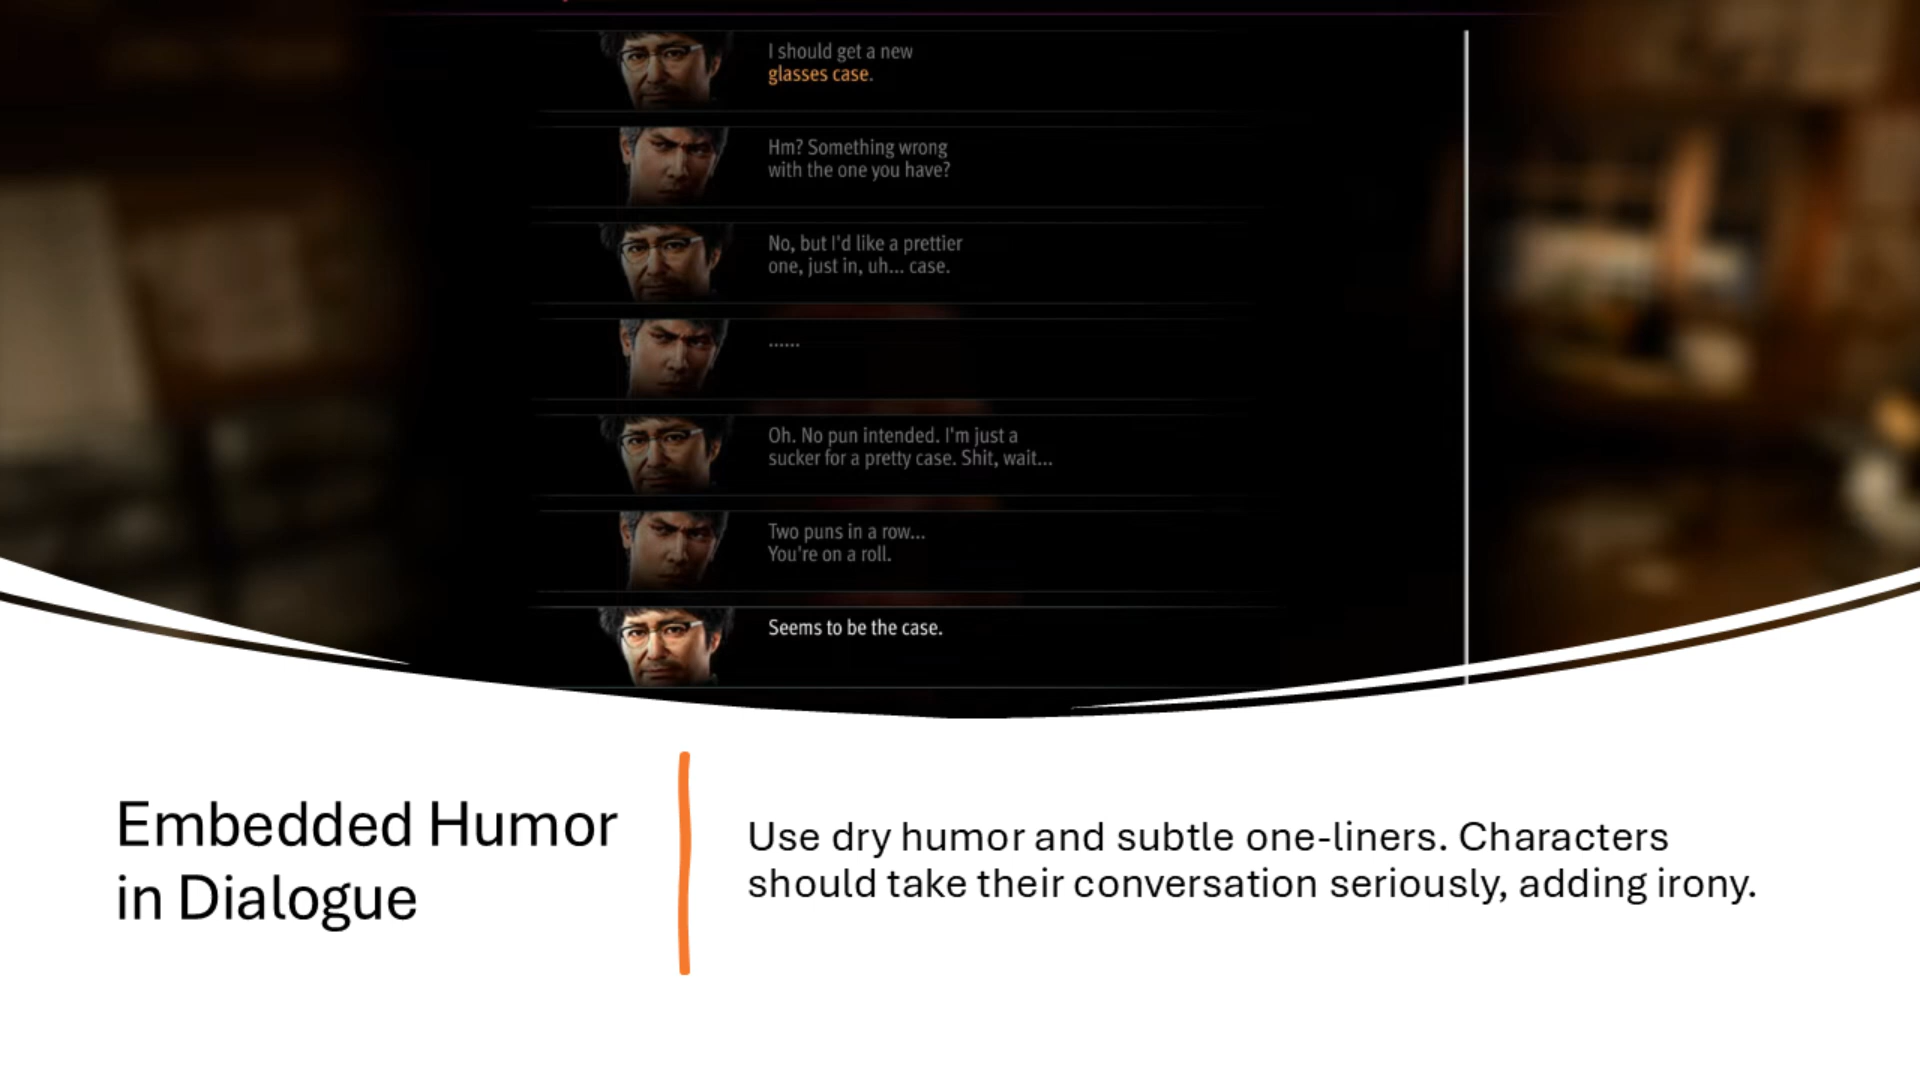 I should get a new
glasses case.
Hm? Something wrong
with the one you have?
No, but I'd like a prettier
one, just in, uh... case.
......
Oh. No pun intended. I'm just a
sucker for a pretty case. Shit, wait...
Two puns in a row...
You're on a roll.
Seems to be the case.
Embedded Humor
in Dialogue
Use dry humor and subtle one-liners. Characters
should take their conversation seriously, adding irony.